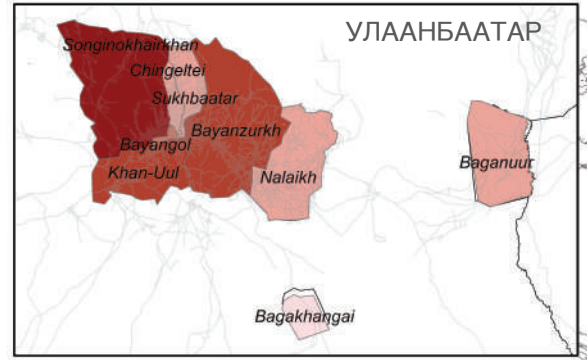 УЛААНБААТАР
Songinokhairkhan
Chingeltei
Sukhbaatar
Bayanzurkh
Bayangol
Khan-Uul
Nalaikh
Baganuur
Bagakhangai